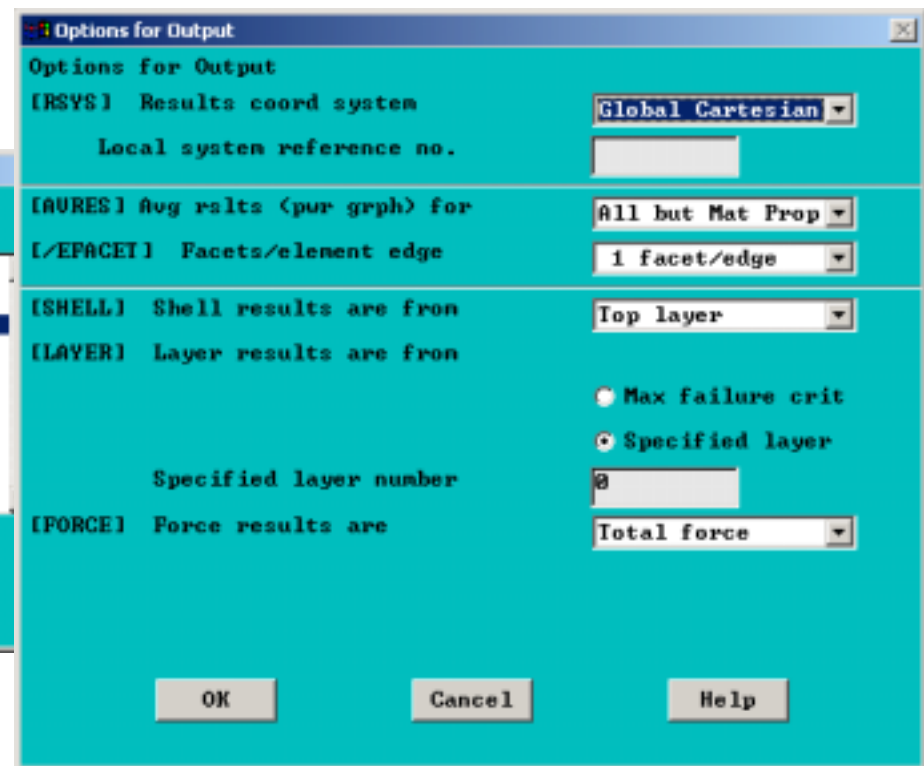 Options for Output
Options for Output
[RSYS] Results coord system Global Cartesian
Local system reference no.
[AVRES] Avg rslts (pwr grph) for All but Mat Prop
[/EFACET] Facets/element edge 1 facet/edge
[SHELL] Shell results are from Top layer
[LAYER] Layer results are from
Max failure crit
Specified layer
Specified layer number 0
[FORCE] Force results are Total force
OK Cancel Help